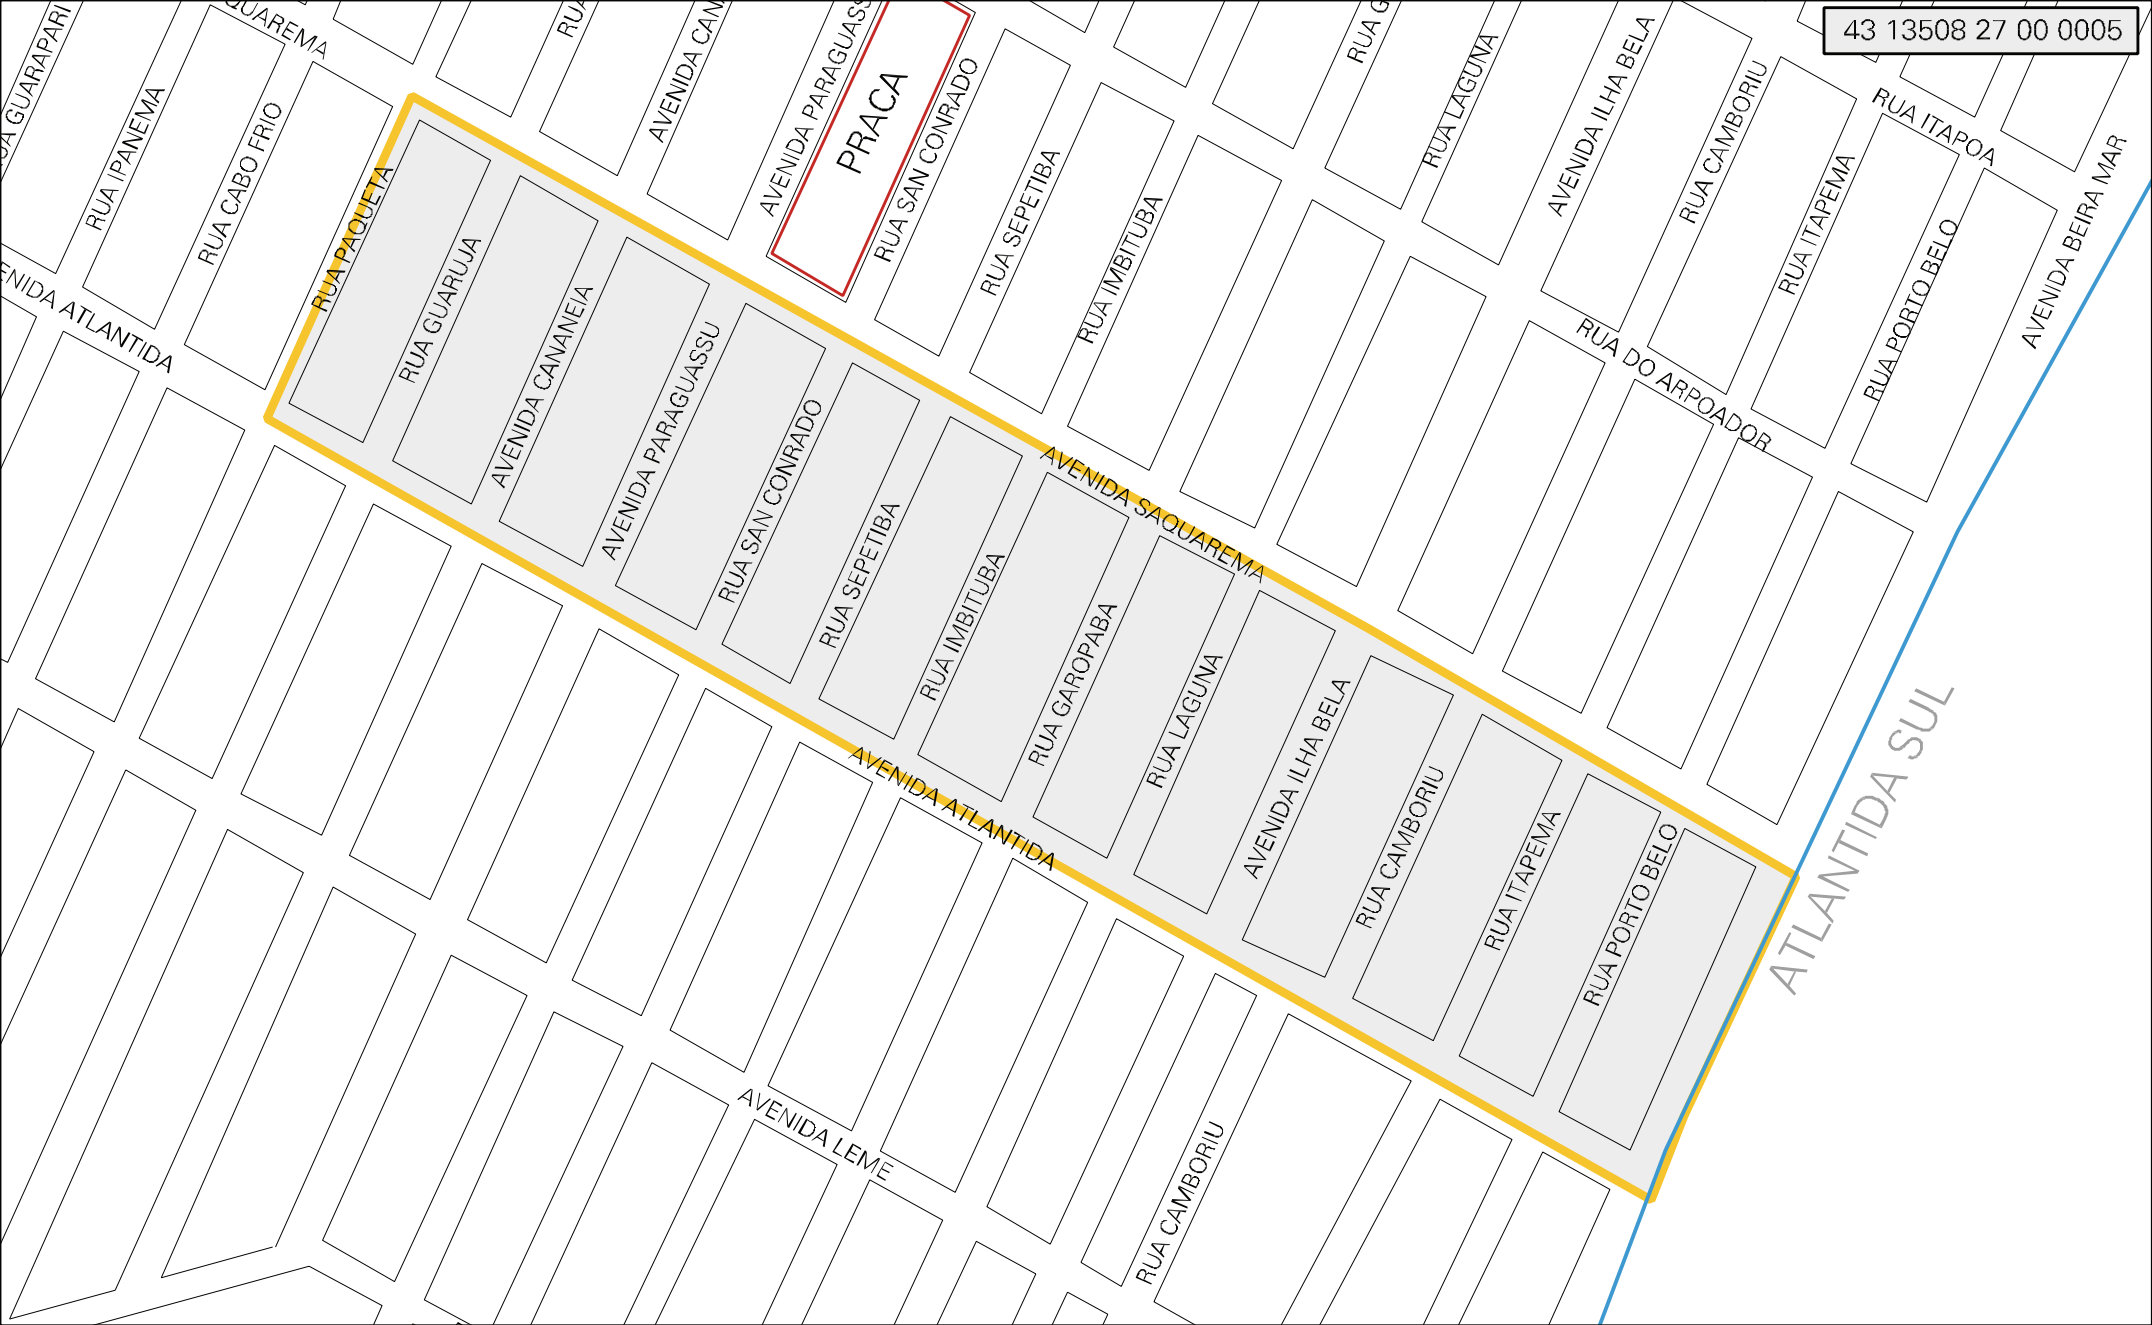 43 13508 27 00 0005
QUAREMA
RUA GUARAPARI
RUA IPANEMA
RUA CABO FRIO
RUA
AVENIDA CAN
AVENIDA PARAGUASS
PRACA
RUA SAN CONRADO
RUA SEPETIBA
RUA IMBITUBA
RUA G
RUA LAGUNA
AVENIDA ILHA BELA
RUA CAMBORIU
RUA ITAPEMA
RUA PORTO BELO
RUA ITAPOA
AVENIDA BEIRA MAR
RUA DO ARPOADOR
ENIDA ATLANTIDA
RUA PAQUETA
RUA GUARUJA
AVENIDA CANANEIA
AVENIDA PARAGUASSU
RUA SAN CONRADO
RUA SEPETIBA
RUA IMBITUBA
RUA GAROPABA
RUA LAGUNA
AVENIDA ILHA BELA
RUA CAMBORIU
RUA ITAPEMA
RUA PORTO BELO
AVENIDA SAQUAREMA
AVENIDA ATLANTIDA
ATLANTIDA SUL
AVENIDA LEME
RUA CAMBORIU